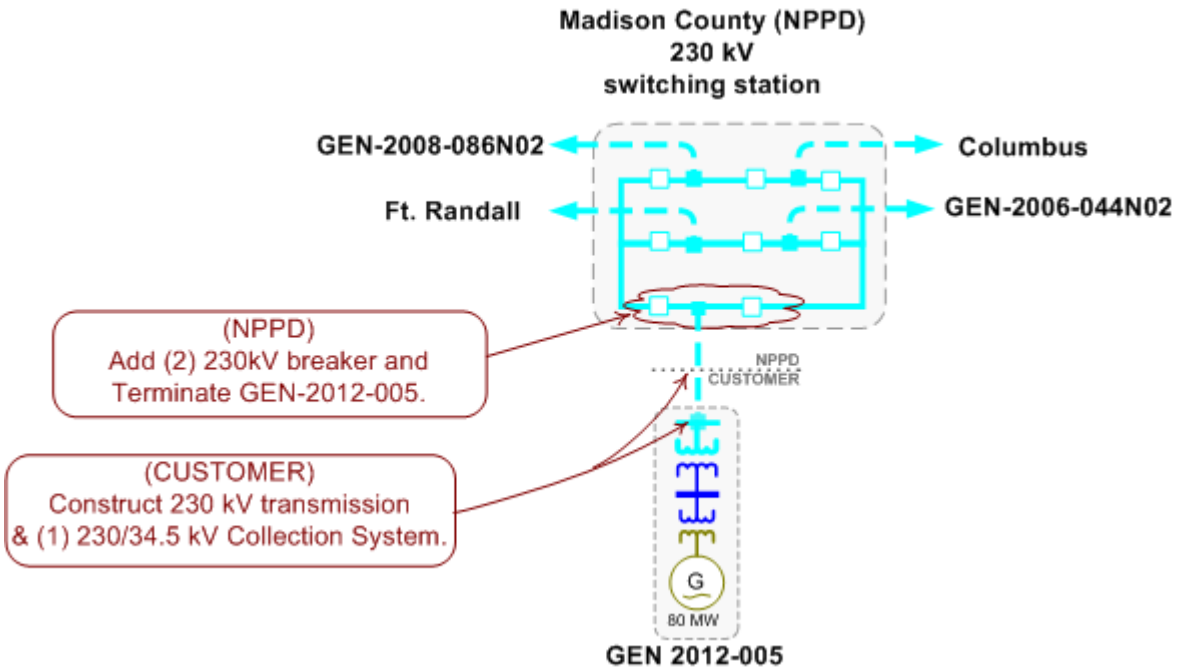 Madison County (NPPD)
230 kV
switching station
GEN-2008-086N02
Columbus
Ft. Randall
GEN-2006-044N02
(NPPD)
Add (2) 230kV breaker and
Terminate GEN-2012-005.
NPPD
CUSTOMER
(CUSTOMER)
Construct 230 kV transmission
& (1) 230/34.5 kV Collection System.
G
80 MW
GEN 2012-005